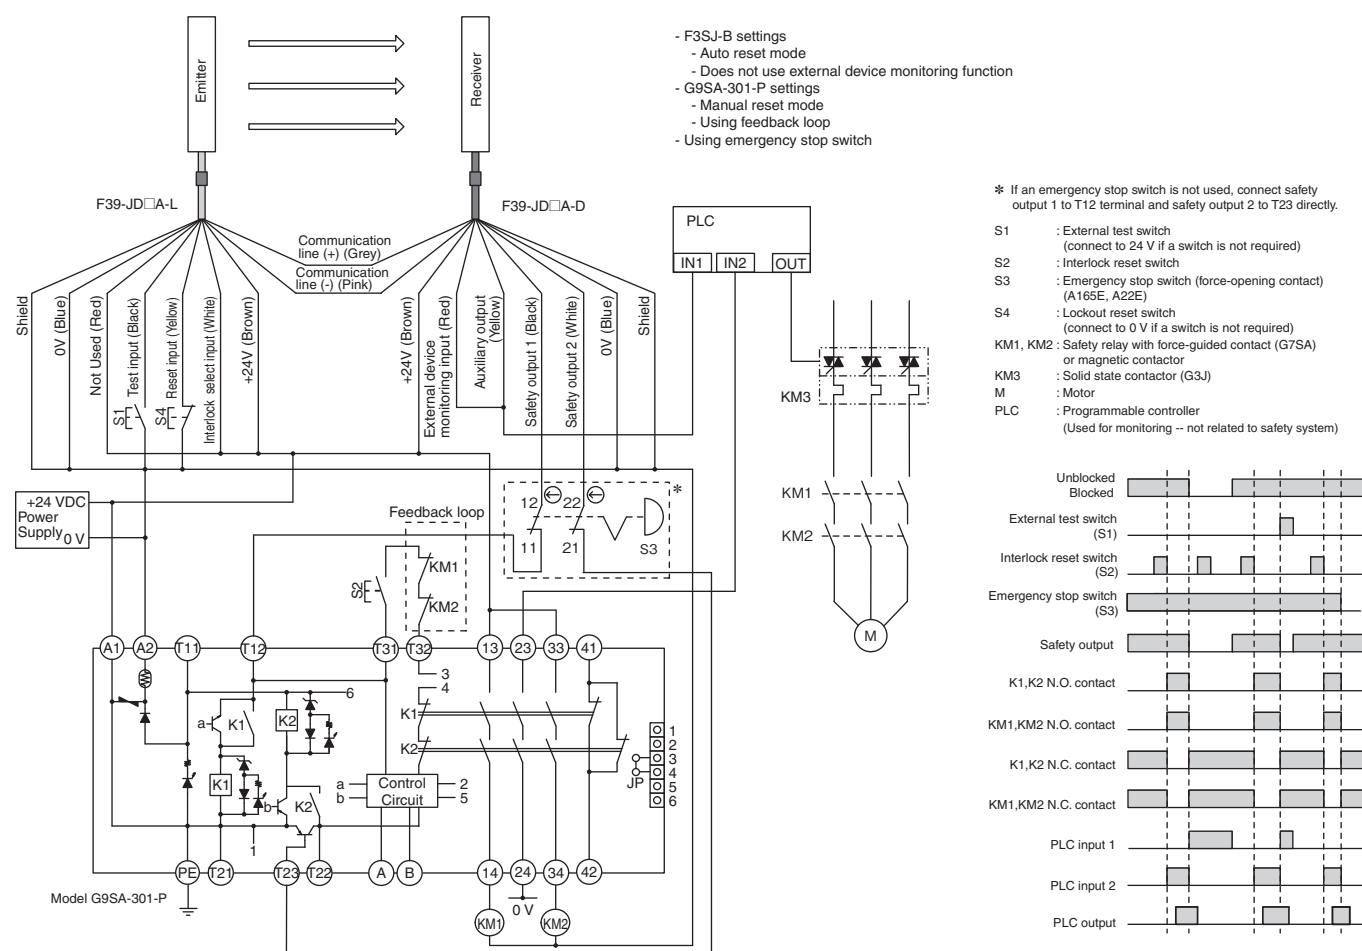 Emitter
Receiver
- F3SJ-B settings
- Auto reset mode
- Does not use external device monitoring function
- G9SA-301-P settings
- Manual reset mode
- Using feedback loop
- Using emergency stop switch
F39-JD□A-L
F39-JD□A-D
Communication
line (+) (Grey)
Communication
line (-) (Pink)
Shield
0V (Blue)
Not Used (Red)
Test input (Black)
Reset input (Yellow)
Interlock select input (White)
+24V (Brown)
+24V (Brown)
External device
monitoring input (Red)
Auxiliary output
(Yellow)
Safety output 1 (Black)
Safety output 2 (White)
0V (Blue)
Shield
S1
S4
PLC
IN1
IN2
OUT
KM3
KM1
KM2
M
* If an emergency stop switch is not used, connect safety
output 1 to T12 terminal and safety output 2 to T23 directly.
S1 : External test switch
(connect to 24 V if a switch is not required)
S2 : Interlock reset switch
S3 : Emergency stop switch (force-opening contact)
(A165E, A22E)
S4 : Lockout reset switch
(connect to 0 V if a switch is not required)
KM1, KM2 : Safety relay with force-guided contact (G7SA)
or magnetic contactor
KM3 : Solid state contactor (G3J)
M : Motor
PLC : Programmable controller
(Used for monitoring -- not related to safety system)
+24 VDC
Power
Supply
0 V
Feedback loop
*
12
22
11
21
S3
S2
KM1
KM2
A1
A2
T11
T12
T31
T32
13
23
33
41
3
4
6
a
K1
K2
K1
K2
K1
b
K2
1
a
b
Control
Circuit
2
5
JP
1
2
3
4
5
6
PE
T21
T23
T22
A
B
14
24
34
42
Model G9SA-301-P
KM1
0 V
KM2
Unblocked
Blocked
External test switch
(S1)
Interlock reset switch
(S2)
Emergency stop switch
(S3)
Safety output
K1,K2 N.O. contact
KM1,KM2 N.O. contact
K1,K2 N.C. contact
KM1,KM2 N.C. contact
PLC input 1
PLC input 2
PLC output